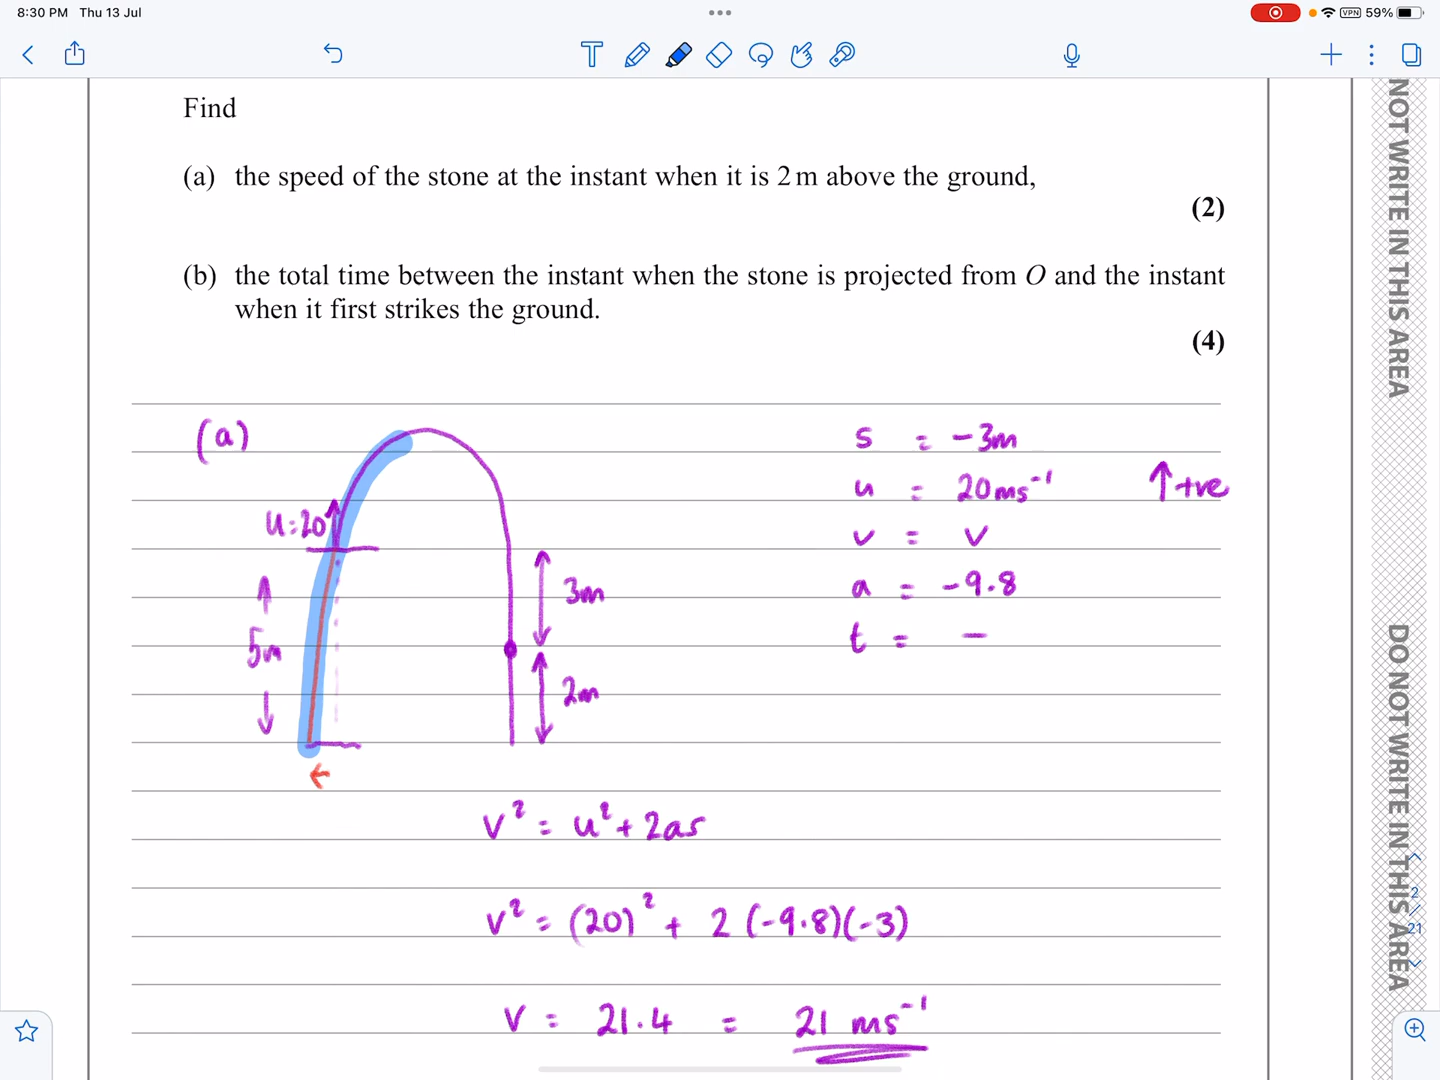 8:30 PM Thu 13 Jul
VPN 59%
Find
(a) the speed of the stone at the instant when it is 2 m above the ground,
(2)
(b) the total time between the instant when the stone is projected from O and the instant
when it first strikes the ground.
(4)
(a)
u=20
5m
3m
2m
s = -3m
u = 20ms⁻¹
v = v
a = -9.8
t = -
↑+ve
v² = u² + 2as
v² = (20)² + 2(-9.8)(-3)
v = 21.4 = 21 ms⁻¹
NOT WRITE IN THIS AREA
DO NOT WRITE IN THIS AREA
2
/
21